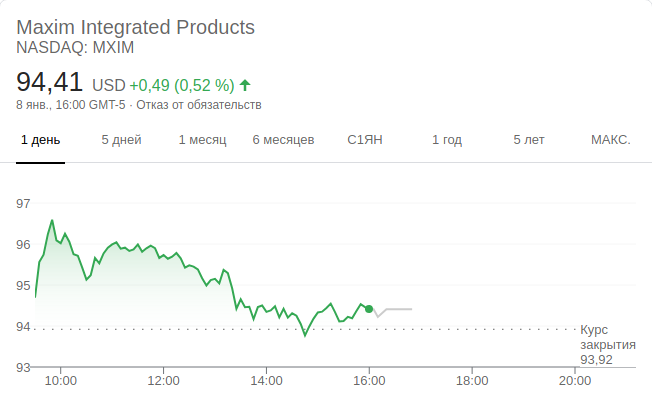 Maxim Integrated Products
NASDAQ: MXIM
94,41 USD +0,49 (0,52 %) ↑
8 янв., 16:00 GMT-5 · Отказ от обязательств
1 день 5 дней 1 месяц 6 месяцев С1ЯН 1 год 5 лет МАКС.
97
96
95
94
93
Курс
закрытия
93,92
10:00 12:00 14:00 16:00 18:00 20:00